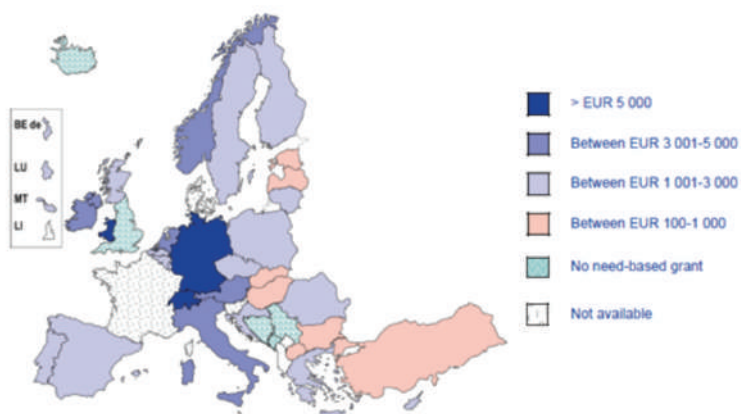 BE de
LU
MT
LI
> EUR 5 000
Between EUR 3 001-5 000
Between EUR 1 001-3 000
Between EUR 100-1 000
No need-based grant
Not available